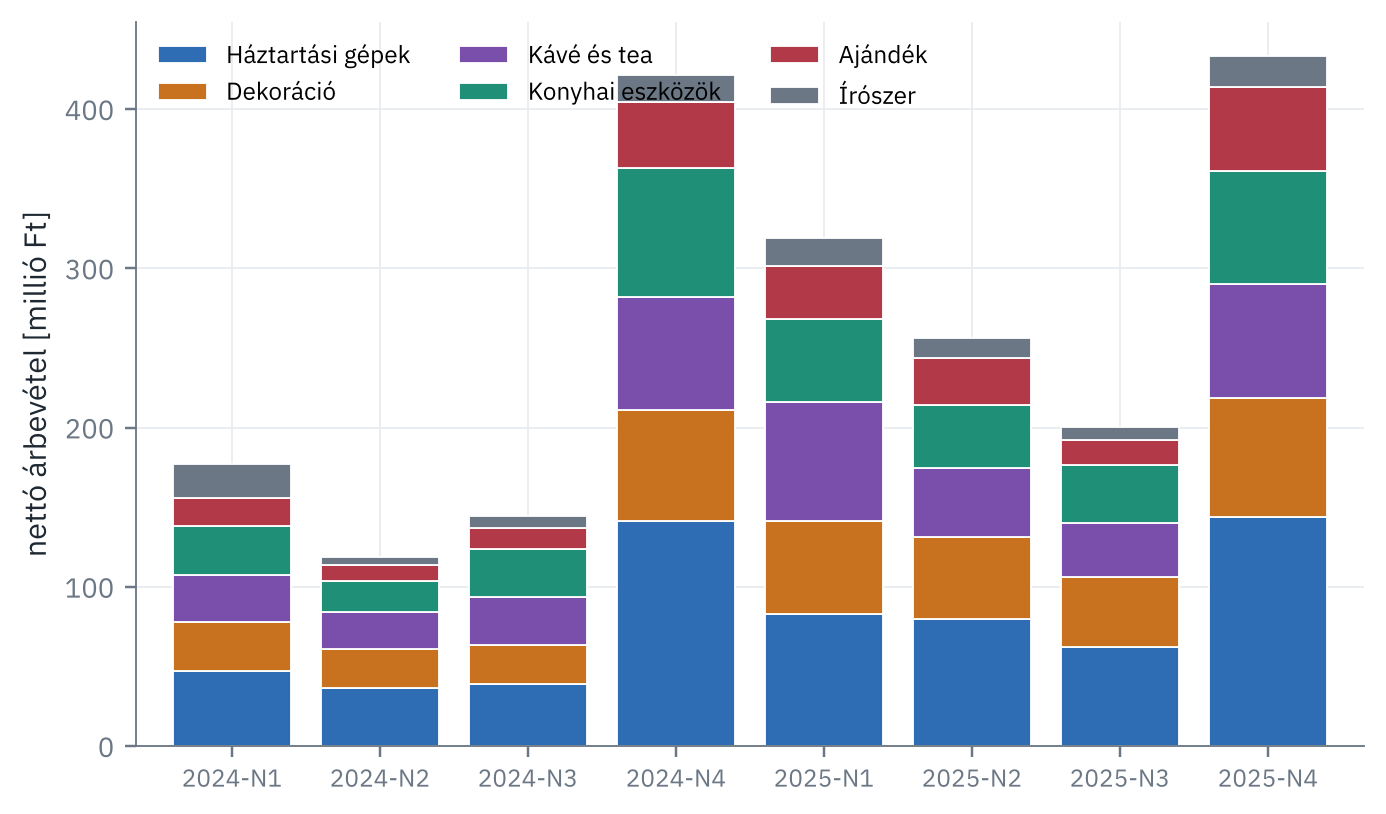 Háztartási gépek
Dekoráció
Kávé és tea
Konyhai eszközök
Ajándék
Írószer
nettó árbevétel [millió Ft]
400
300
200
100
0
2024-N1
2024-N2
2024-N3
2024-N4
2025-N1
2025-N2
2025-N3
2025-N4